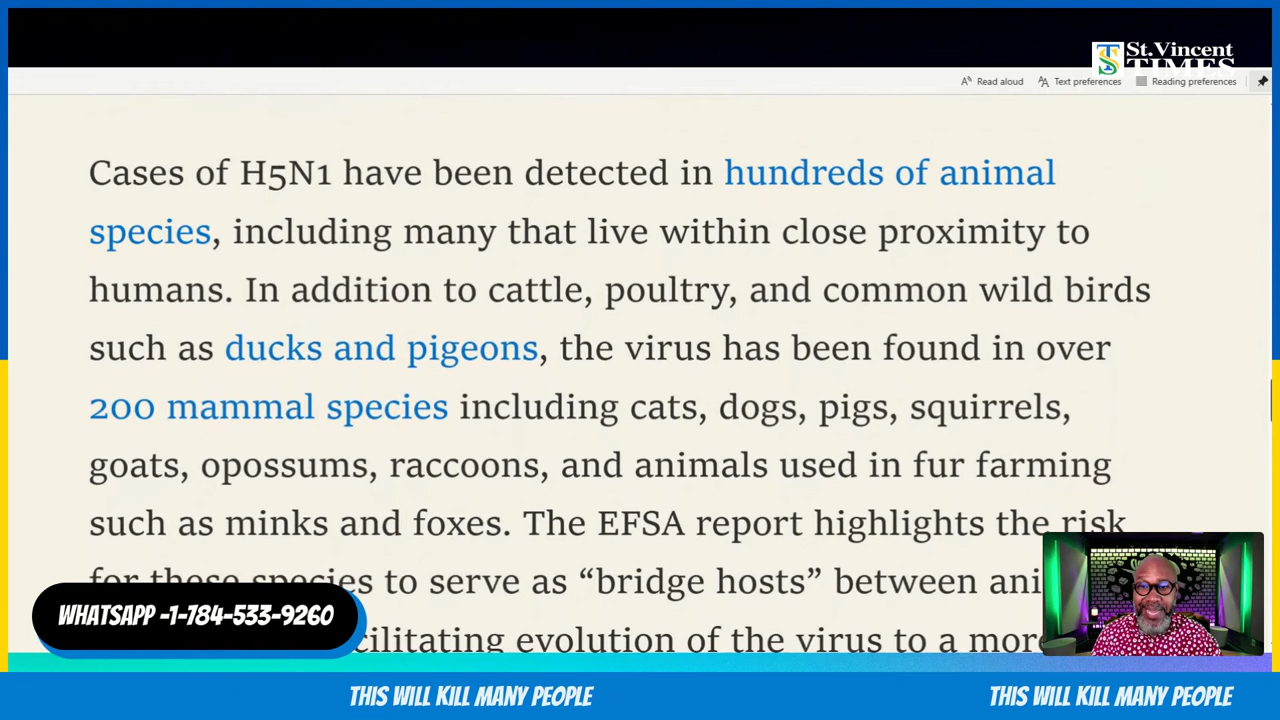 St.Vincent
TIMES
Read aloud Text preferences Reading preferences
Cases of H5N1 have been detected in hundreds of animal
species, including many that live within close proximity to
humans. In addition to cattle, poultry, and common wild birds
such as ducks and pigeons, the virus has been found in over
200 mammal species including cats, dogs, pigs, squirrels,
goats, opossums, raccoons, and animals used in fur farming
such as minks and foxes. The EFSA report highlights the risk
for these species to serve as “bridge hosts” between
evolution of the virus to a more
WHATSAPP -1-784-533-9260
THIS WILL KILL MANY PEOPLE THIS WILL KILL MANY PEOPLE